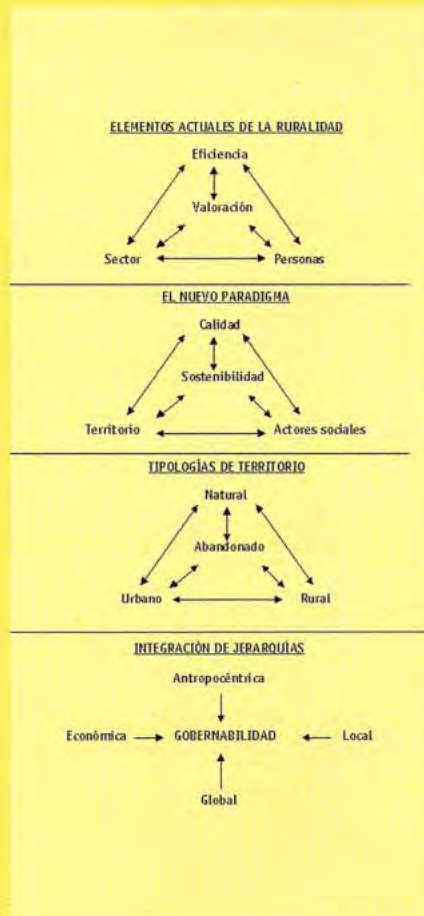 ELEMENTOS ACTUALES DE LA RURALIDAD
Eficiencia
Valoración
Sector Personas
EL NUEVO PARADIGMA
Calidad
Sostenibilidad
Territorio Actores sociales
TIPOLOGÍAS DE TERRITORIO
Natural
Abandonado
Urbano Rural
INTEGRACIÓN DE JERARQUÍAS
Antropocéntrica
Económica GOBERNABILIDAD Local
Global